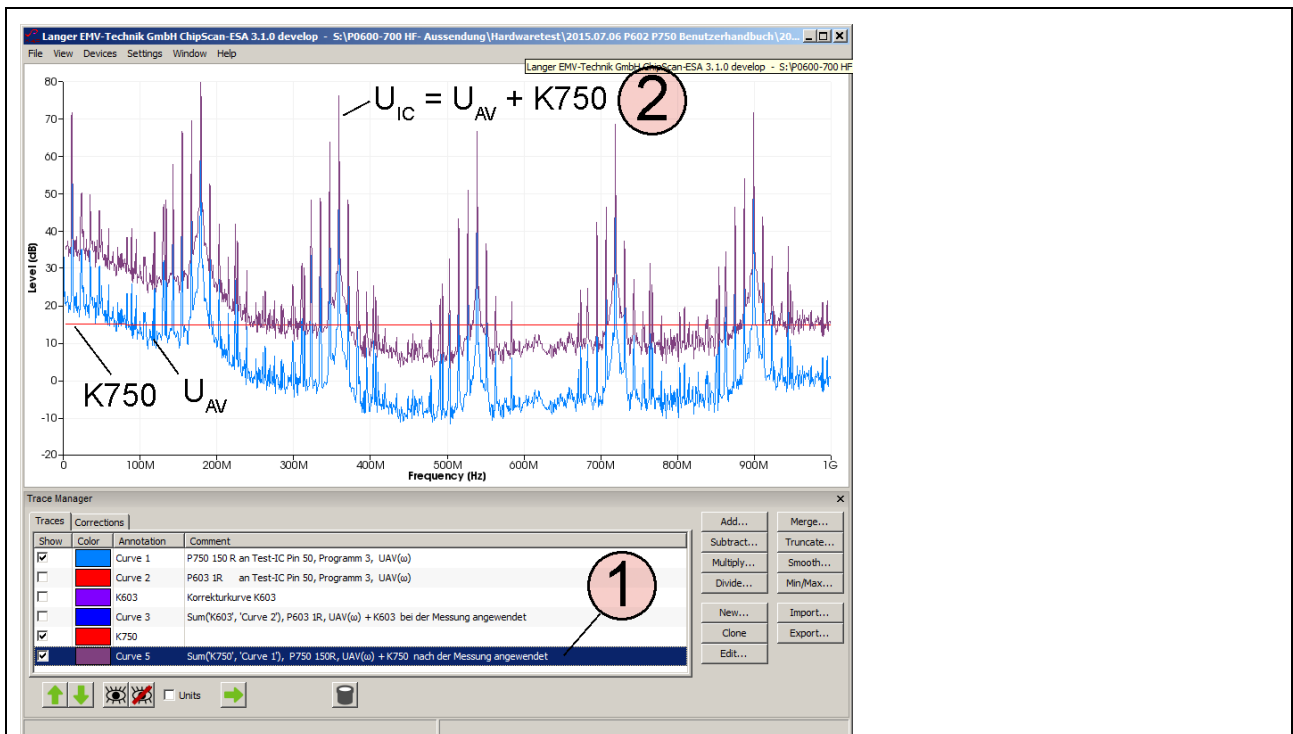 Langer EMV-Technik GmbH ChipScan-ESA 3.1.0 develop - S:\P0600-700 HF- Aussendung\Hardwaretest\2015.07.06 P602 P750 Benutzerhandbuch\20...
File View Devices Settings Window Help
Langer EMV-Technik GmbH ChipScan-ESA 3.1.0 develop - S:\P0600-700 HF
80
70
60
50
40
30
20
10
0
-10
-20
Level (dB)
U IC = U AV + K750
2
K750
U AV
0 100M 200M 300M 400M 500M 600M 700M 800M 900M 1G
Frequency (Hz)
Trace Manager
Traces Corrections
Show Color Annotation Comment
Curve 1 P750 150 R an Test-IC Pin 50, Programm 3, UAV(ω)
Curve 2 P603 1R an Test-IC Pin 50, Programm 3, UAV(ω)
K603 Korrekturkurve K603
Curve 3 Sum('K603', 'Curve 2'), P603 1R, UAV(ω) + K603 bei der Messung angewendet
K750
Curve 5 Sum('K750', 'Curve 1'), P750 150R, UAV(ω) + K750 nach der Messung angewendet
1
Add... Merge...
Subtract... Truncate...
Multiply... Smooth...
Divide... Min/Max...
New... Import...
Clone Export...
Edit...
Units